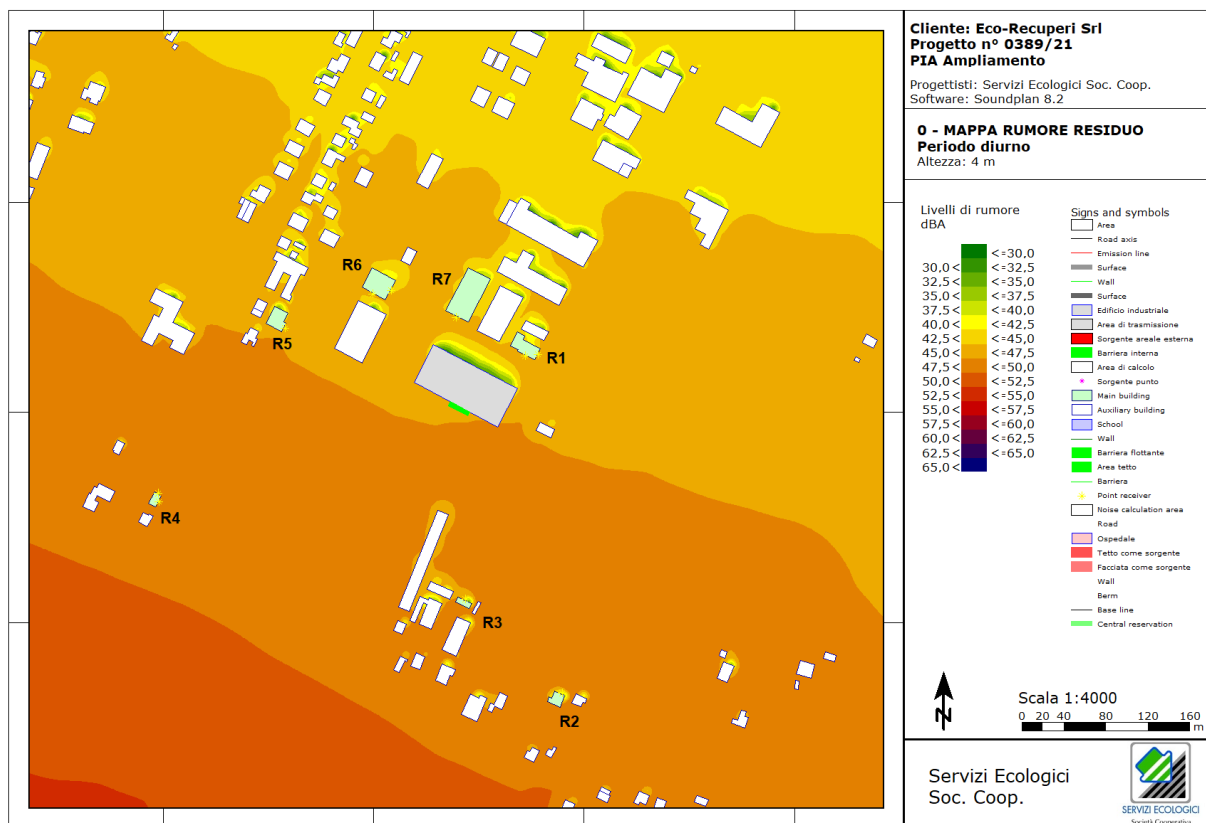 Cliente: Eco-Recuperi Srl
Progetto n° 0389/21
PIA Ampliamento
Progettisti: Servizi Ecologici Soc. Coop.
Software: Soundplan 8.2
0 - MAPPA RUMORE RESIDUO
Periodo diurno
Altezza: 4 m
Livelli di rumore
dBA
<=30,0
30,0< <=32,5
32,5< <=35,0
35,0< <=37,5
37,5< <=40,0
40,0< <=42,5
42,5< <=45,0
45,0< <=47,5
47,5< <=50,0
50,0< <=52,5
52,5< <=55,0
55,0< <=57,5
57,5< <=60,0
60,0< <=62,5
62,5< <=65,0
65,0<
Signs and symbols
Area
Road axis
Emission line
Surface
Wall
Surface
Edificio industriale
Area di trasmissione
Sorgente areale esterna
Barriera interna
Area di calcolo
Sorgente punto
Main building
Auxiliary building
School
Wall
Barriera flottante
Area tetto
Barriera
Point receiver
Noise calculation area
Road
Ospedale
Tetto come sorgente
Facciata come sorgente
Wall
Berm
Base line
Central reservation
R6
R7
R5
R1
R4
R3
R2
N
Scala 1:4000
0 20 40 80 120 160
m
Servizi Ecologici
Soc. Coop.
SERVIZI ECOLOGICI
Società Cooperativa